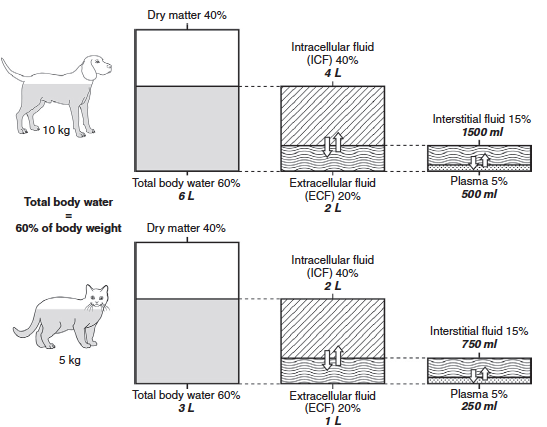 Dry matter 40%
Intracellular fluid
(ICF) 40%
4 L
Interstitial fluid 15%
1500 ml
10 kg
Total body water 60%
6 L
Extracellular fluid
(ECF) 20%
2 L
Plasma 5%
500 ml
Total body water
=
60% of body weight
Dry matter 40%
Intracellular fluid
(ICF) 40%
2 L
Interstitial fluid 15%
750 ml
5 kg
Total body water 60%
3 L
Extracellular fluid
(ECF) 20%
1 L
Plasma 5%
250 ml